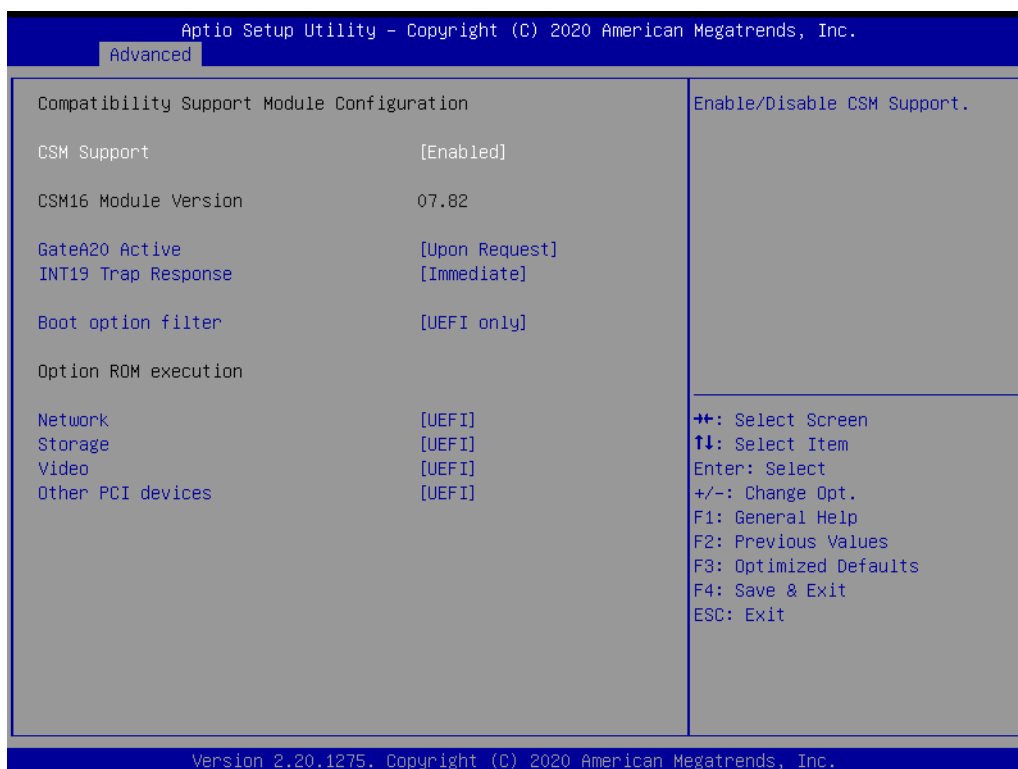 Aptio Setup Utility – Copyright (C) 2020 American Megatrends, Inc.
Advanced
Compatibility Support Module Configuration
CSM Support [Enabled]
CSM16 Module Version 07.82
GateA20 Active [Upon Request]
INT19 Trap Response [Immediate]
Boot option filter [UEFI only]
Option ROM execution
Network [UEFI]
Storage [UEFI]
Video [UEFI]
Other PCI devices [UEFI]
Enable/Disable CSM Support.
→←: Select Screen
↑↓: Select Item
Enter: Select
+/-: Change Opt.
F1: General Help
F2: Previous Values
F3: Optimized Defaults
F4: Save & Exit
ESC: Exit
Version 2.20.1275. Copyright (C) 2020 American Megatrends, Inc.